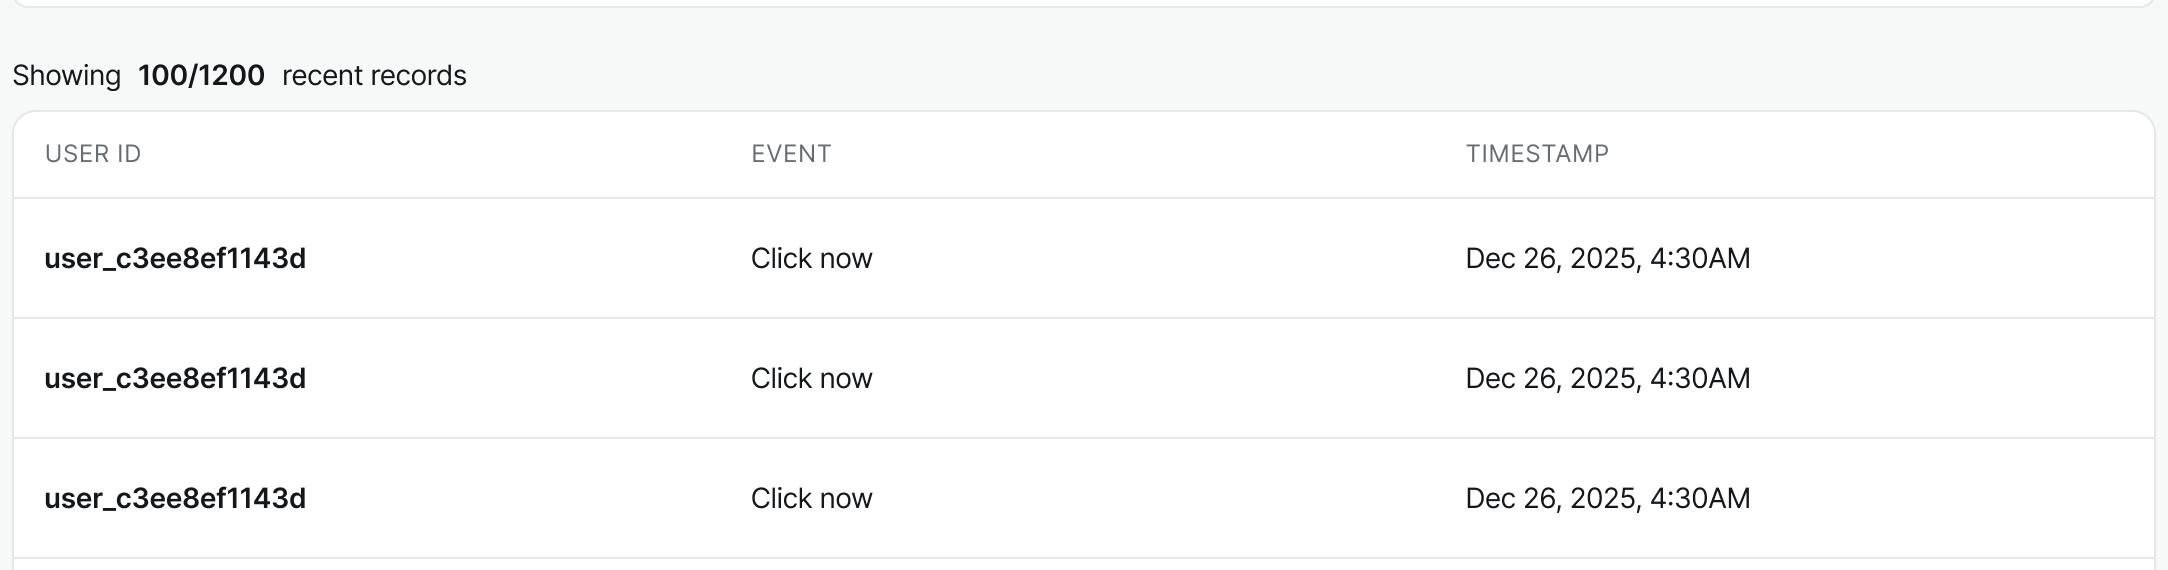 Showing 100/1200 recent records
USER ID EVENT TIMESTAMP
user_c3ee8ef1143d Click now Dec 26, 2025, 4:30AM
user_c3ee8ef1143d Click now Dec 26, 2025, 4:30AM
user_c3ee8ef1143d Click now Dec 26, 2025, 4:30AM